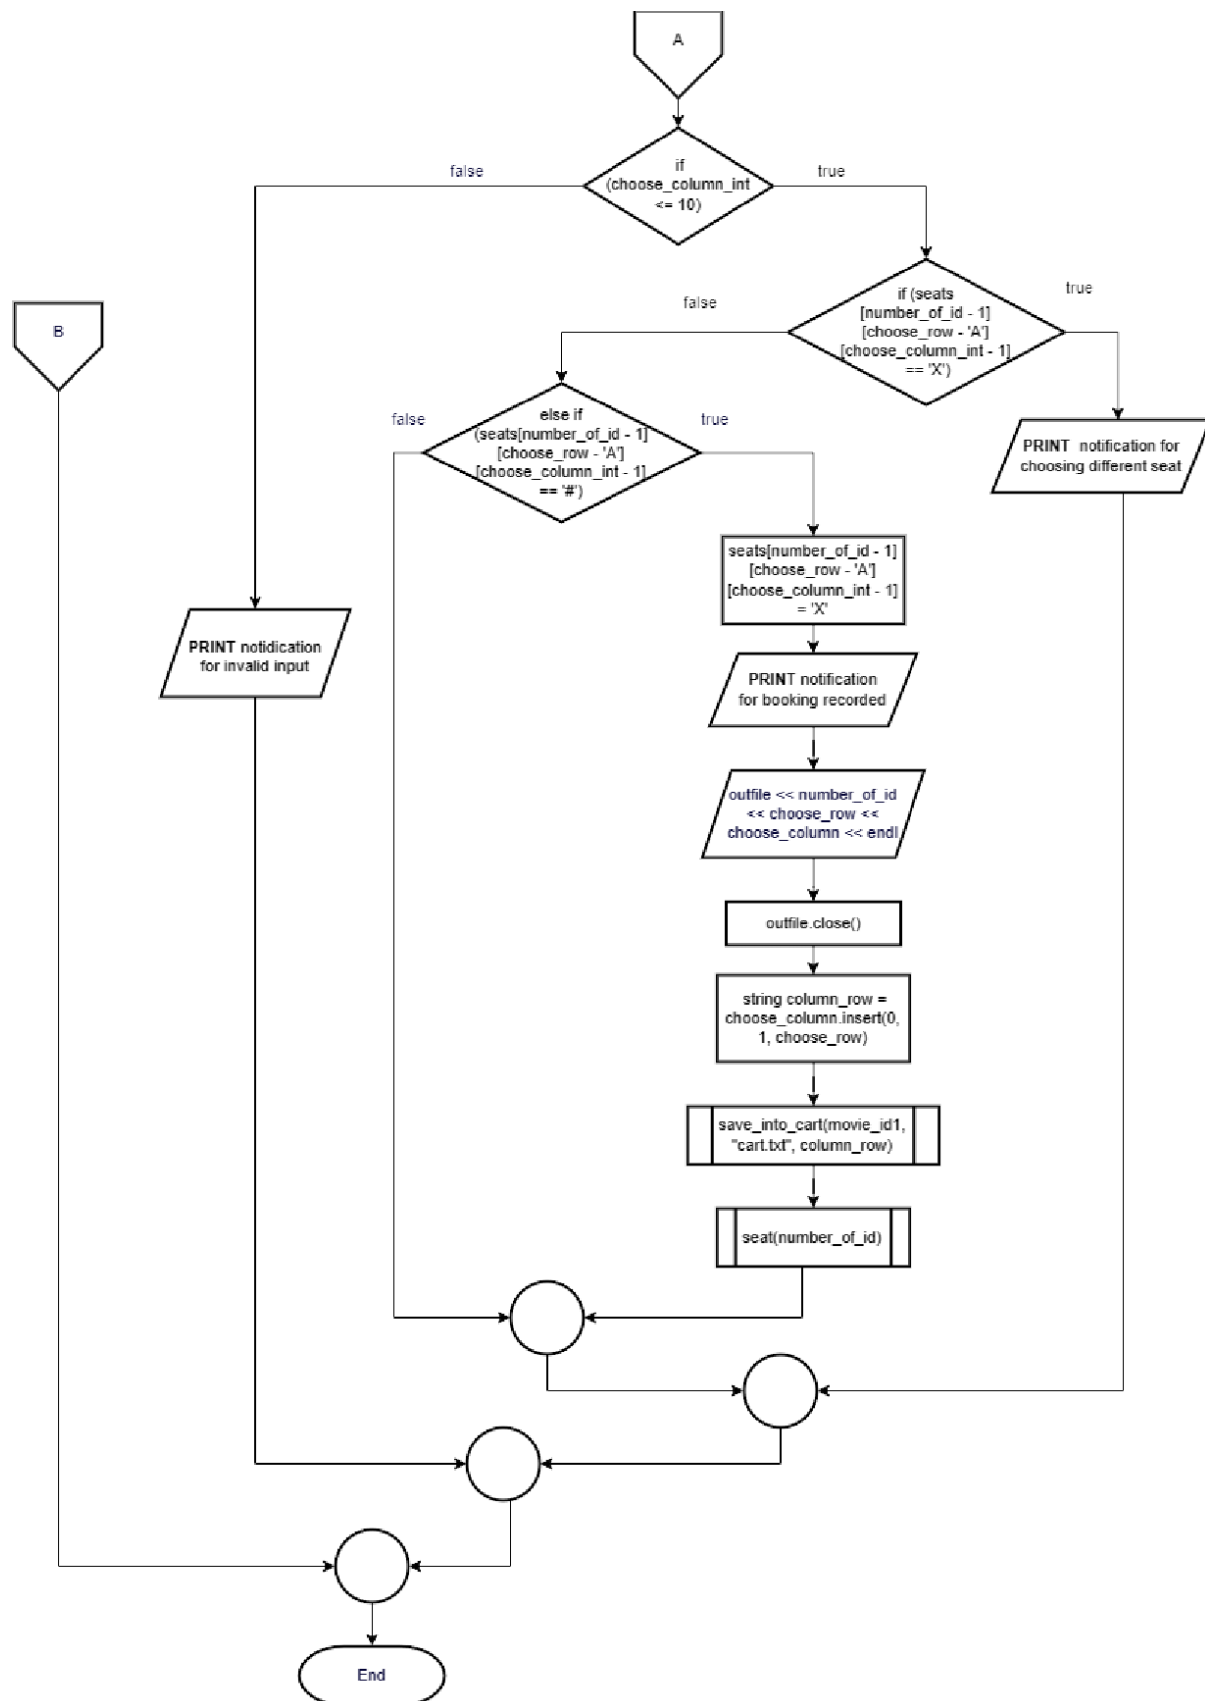 A
if
(choose_column_int
<= 10)
false
true
if (seats
[number_of_id - 1]
[choose_row - 'A']
[choose_column_int - 1]
== 'X')
false
true
B
else if
(seats[number_of_id - 1]
[choose_row - 'A']
[choose_column_int - 1]
== '#')
false
true
PRINT notification for
choosing different seat
seats[number_of_id - 1]
[choose_row - 'A']
[choose_column_int - 1]
= 'X'
PRINT notidication
for invalid input
PRINT notification
for booking recorded
outfile << number_of_id
<< choose_row <<
choose_column << endl
outfile.close()
string column_row =
choose_column.insert(0,
1, choose_row)
save_into_cart(movie_id1,
"cart.txt", column_row)
seat(number_of_id)
End